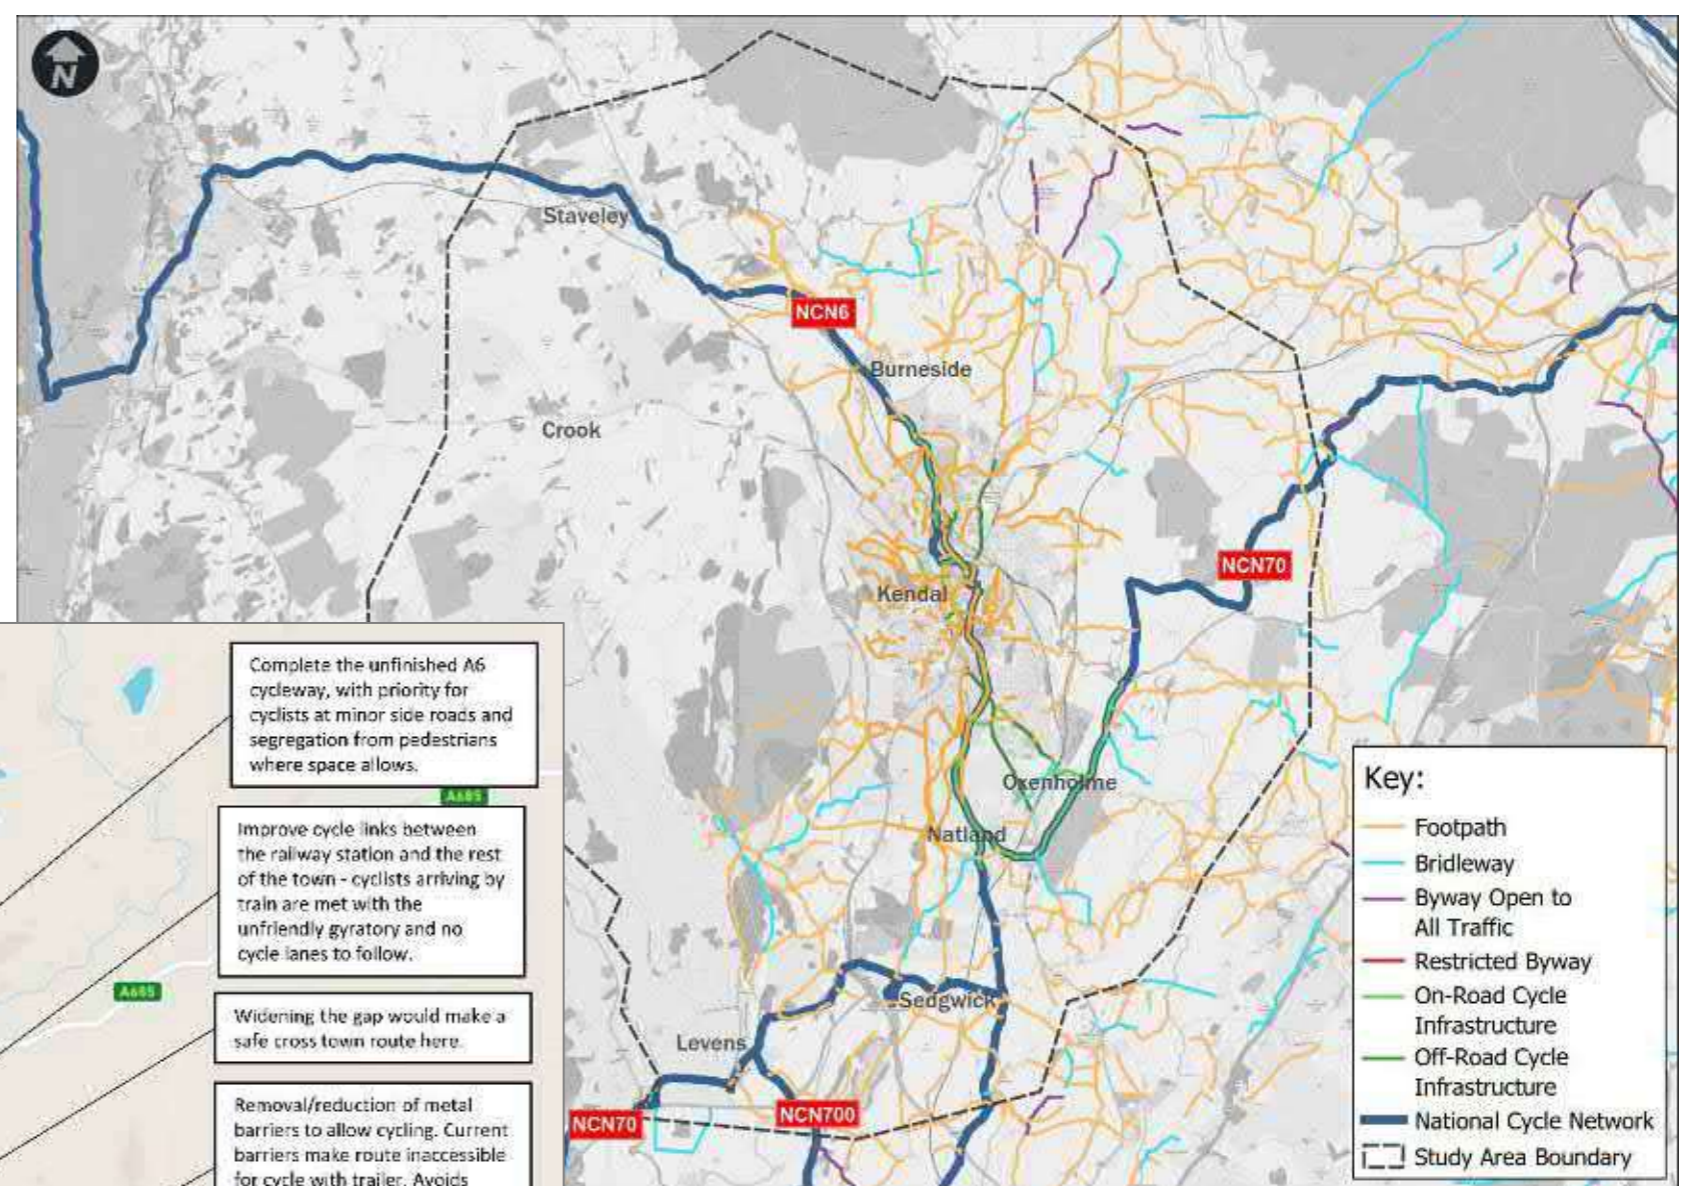 N
Staveley
NCN6
Burneside
Crook
NCN70
Kendal
Oxenholme
Natland
Sedgwick
Levens
NCN70
NCN700
Key:
Footpath
Bridleway
Byway Open to
All Traffic
Restricted Byway
On-Road Cycle
Infrastructure
Off-Road Cycle
Infrastructure
National Cycle Network
Study Area Boundary
Complete the unfinished A6
cycleway, with priority for
cyclists at minor side roads and
segregation from pedestrians
where space allows.
A685
Improve cycle links between
the railway station and the rest
of the town - cyclists arriving by
train are met with the
unfriendly gyratory and no
cycle lanes to follow.
A685
Widening the gap would make a
safe cross town route here.
Removal/reduction of metal
barriers to allow cycling. Current
barriers make route inaccessible
for cycle with trailer. Avoids